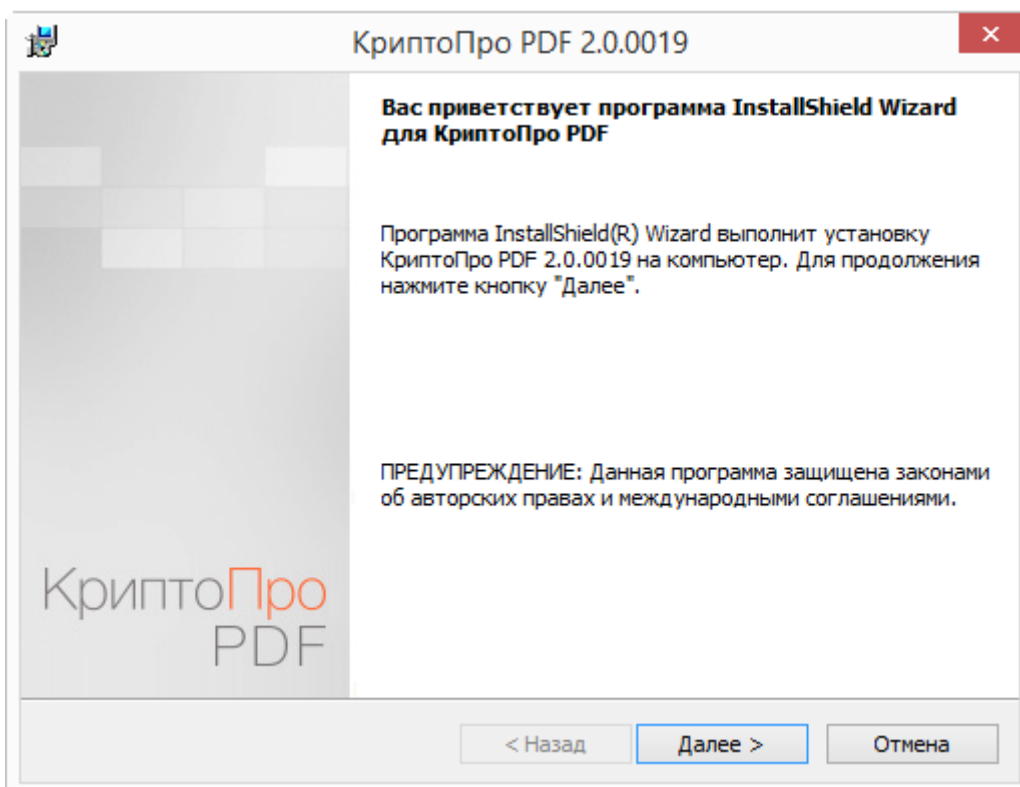 КриптоПро PDF 2.0.0019
Вас приветствует программа InstallShield Wizard
для КриптоПро PDF
Программа InstallShield(R) Wizard выполнит установку
КриптоПро PDF 2.0.0019 на компьютер. Для продолжения
нажмите кнопку "Далее".
ПРЕДУПРЕЖДЕНИЕ: Данная программа защищена законами
об авторских правах и международными соглашениями.
КриптоПро
PDF
< Назад Далее > Отмена